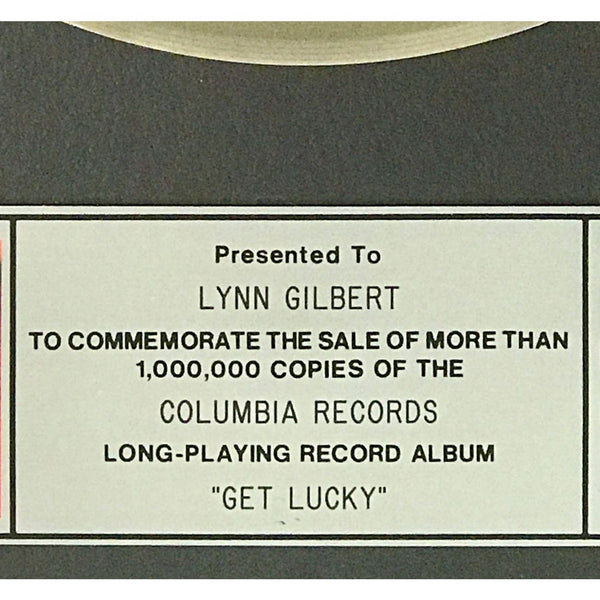 Presented To
LYNN GILBERT
TO COMMEMORATE THE SALE OF MORE THAN
1,000,000 COPIES OF THE
COLUMBIA RECORDS
LONG-PLAYING RECORD ALBUM
"GET LUCKY"